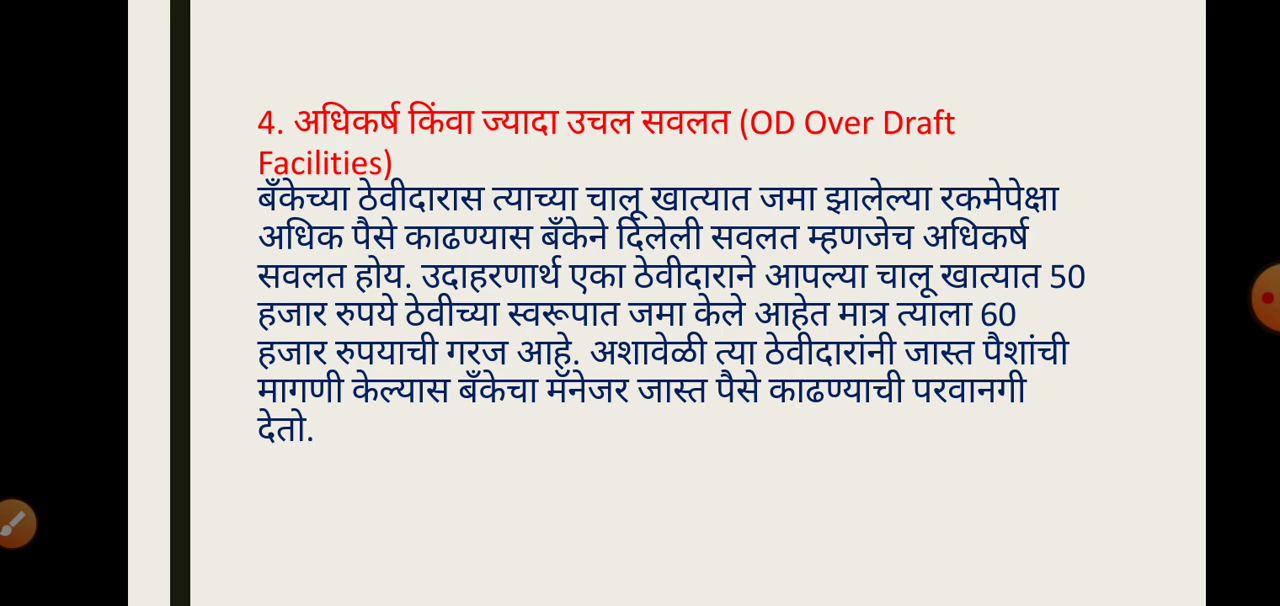 4. अधिकर्ष किंवा ज्यादा उचल सवलत (OD Over Draft
Facilities)
बँकेच्या ठेवीदारास त्याच्या चालू खात्यात जमा झालेल्या रकमेपेक्षा
अधिक पैसे काढण्यास बँकेने दिलेली सवलत म्हणजेच अधिकर्ष
सवलत होय. उदाहरणार्थ एका ठेवीदाराने आपल्या चालू खात्यात 50
हजार रुपये ठेवीच्या स्वरूपात जमा केले आहेत मात्र त्याला 60
हजार रुपयाची गरज आहे. अशावेळी त्या ठेवीदारांनी जास्त पैशांची
मागणी केल्यास बँकेचा मॅनेजर जास्त पैसे काढण्याची परवानगी
देतो.